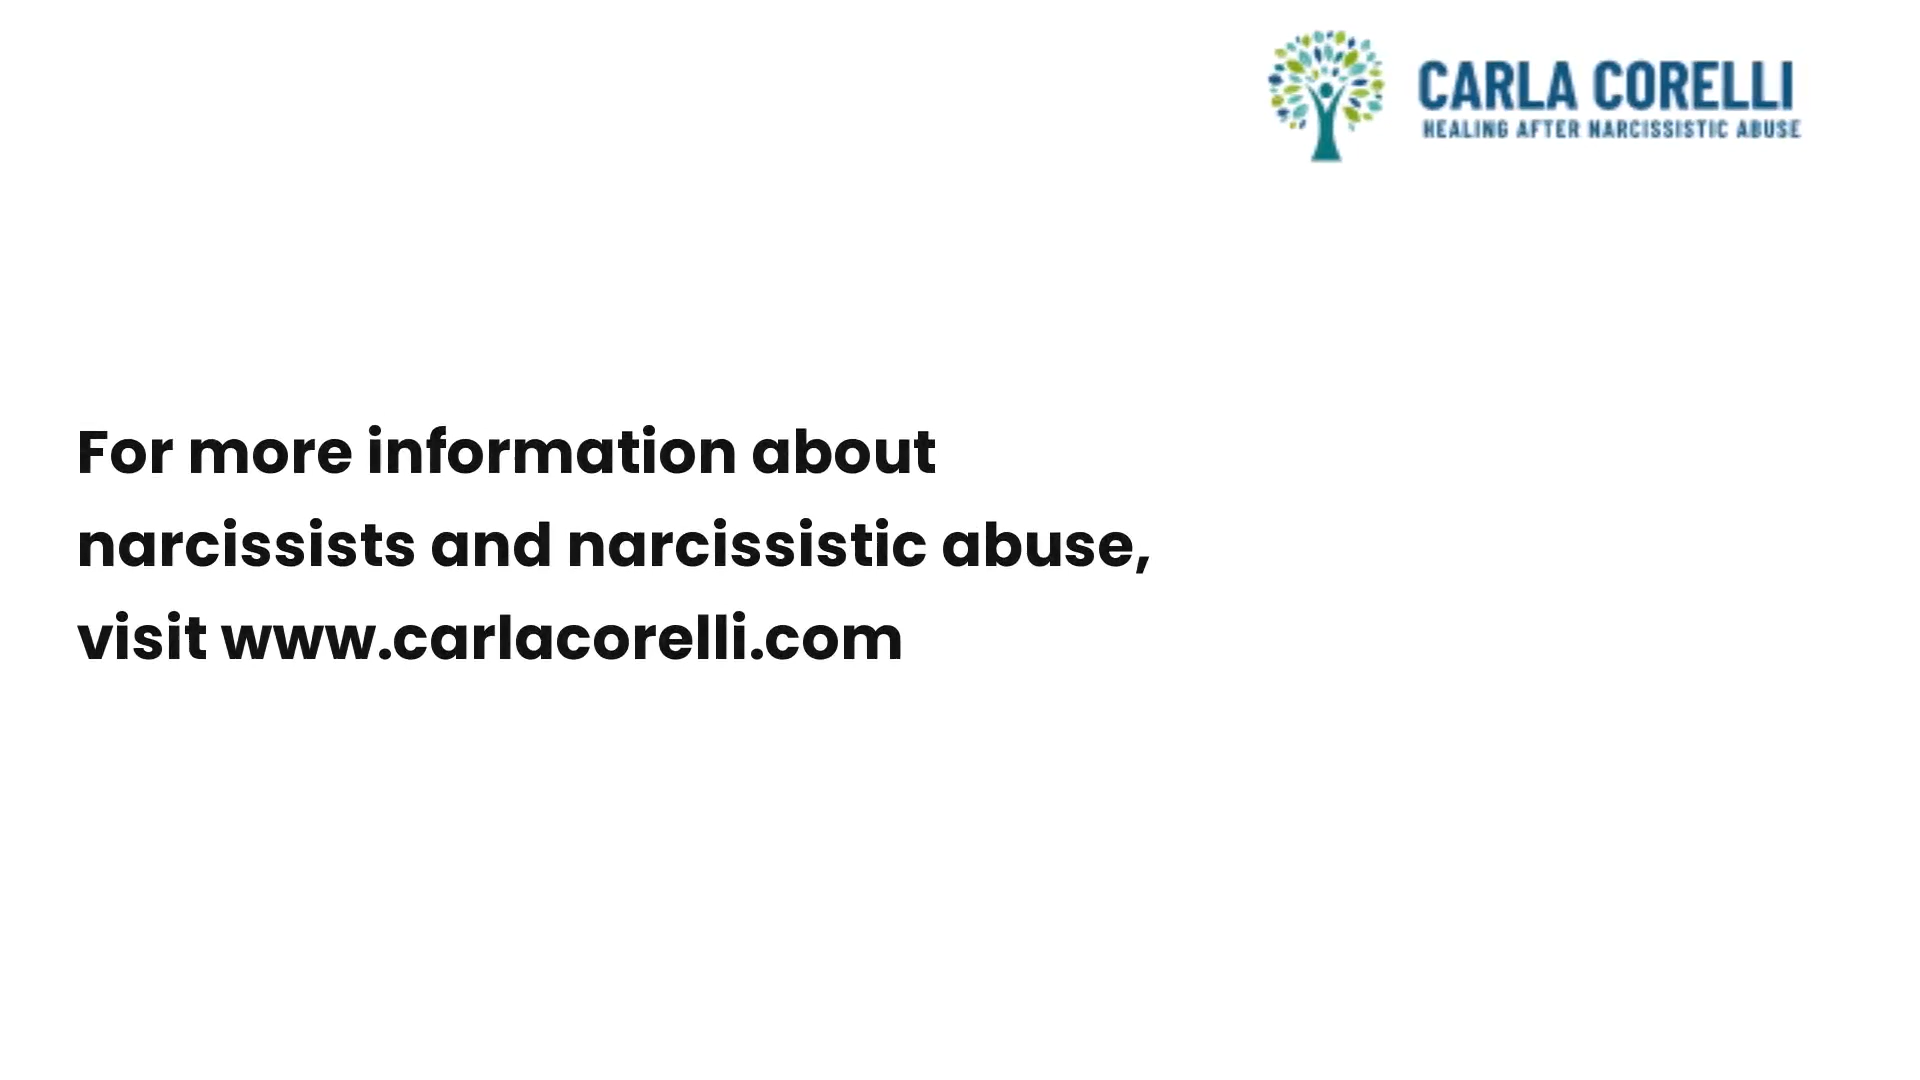 CARLA CORELLI
HEALING AFTER NARCISSISTIC ABUSE
For more information about
narcissists and narcissistic abuse,
visit www.carlacorelli.com